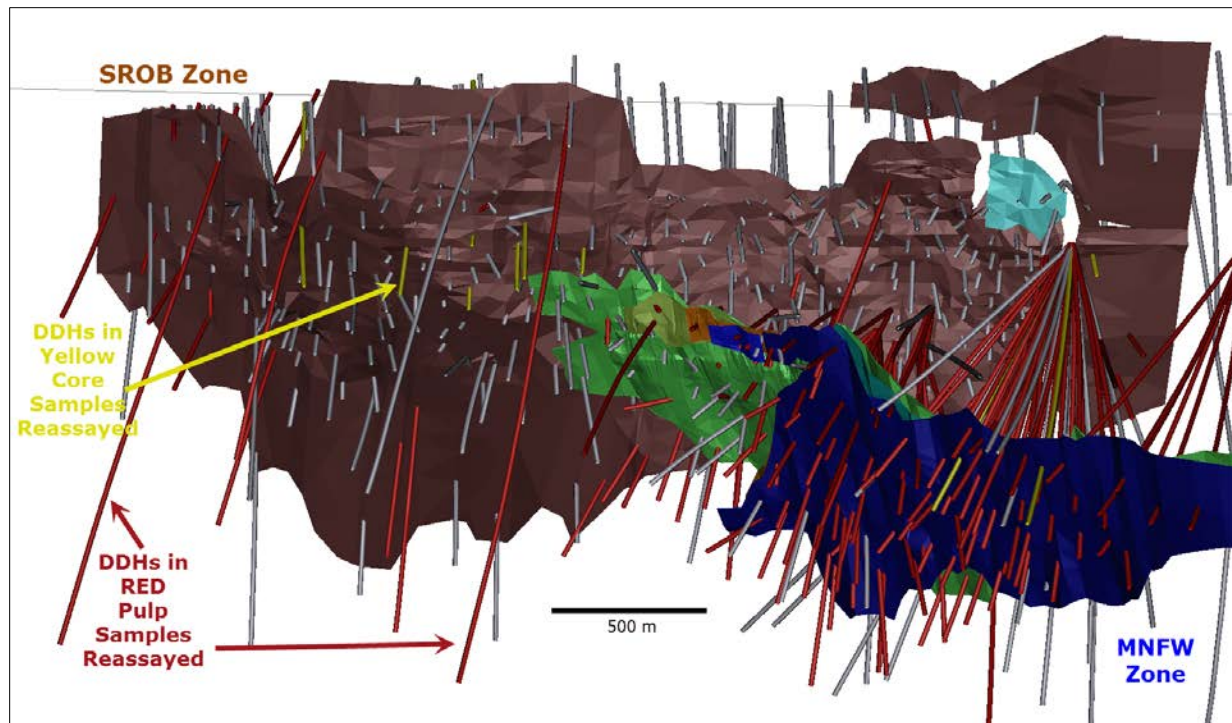 SROB Zone
DDHs in
Yellow
Core
Samples
Reassayed
DDHs in
RED
Pulp
Samples
Reassayed
500 m
MNFW
Zone